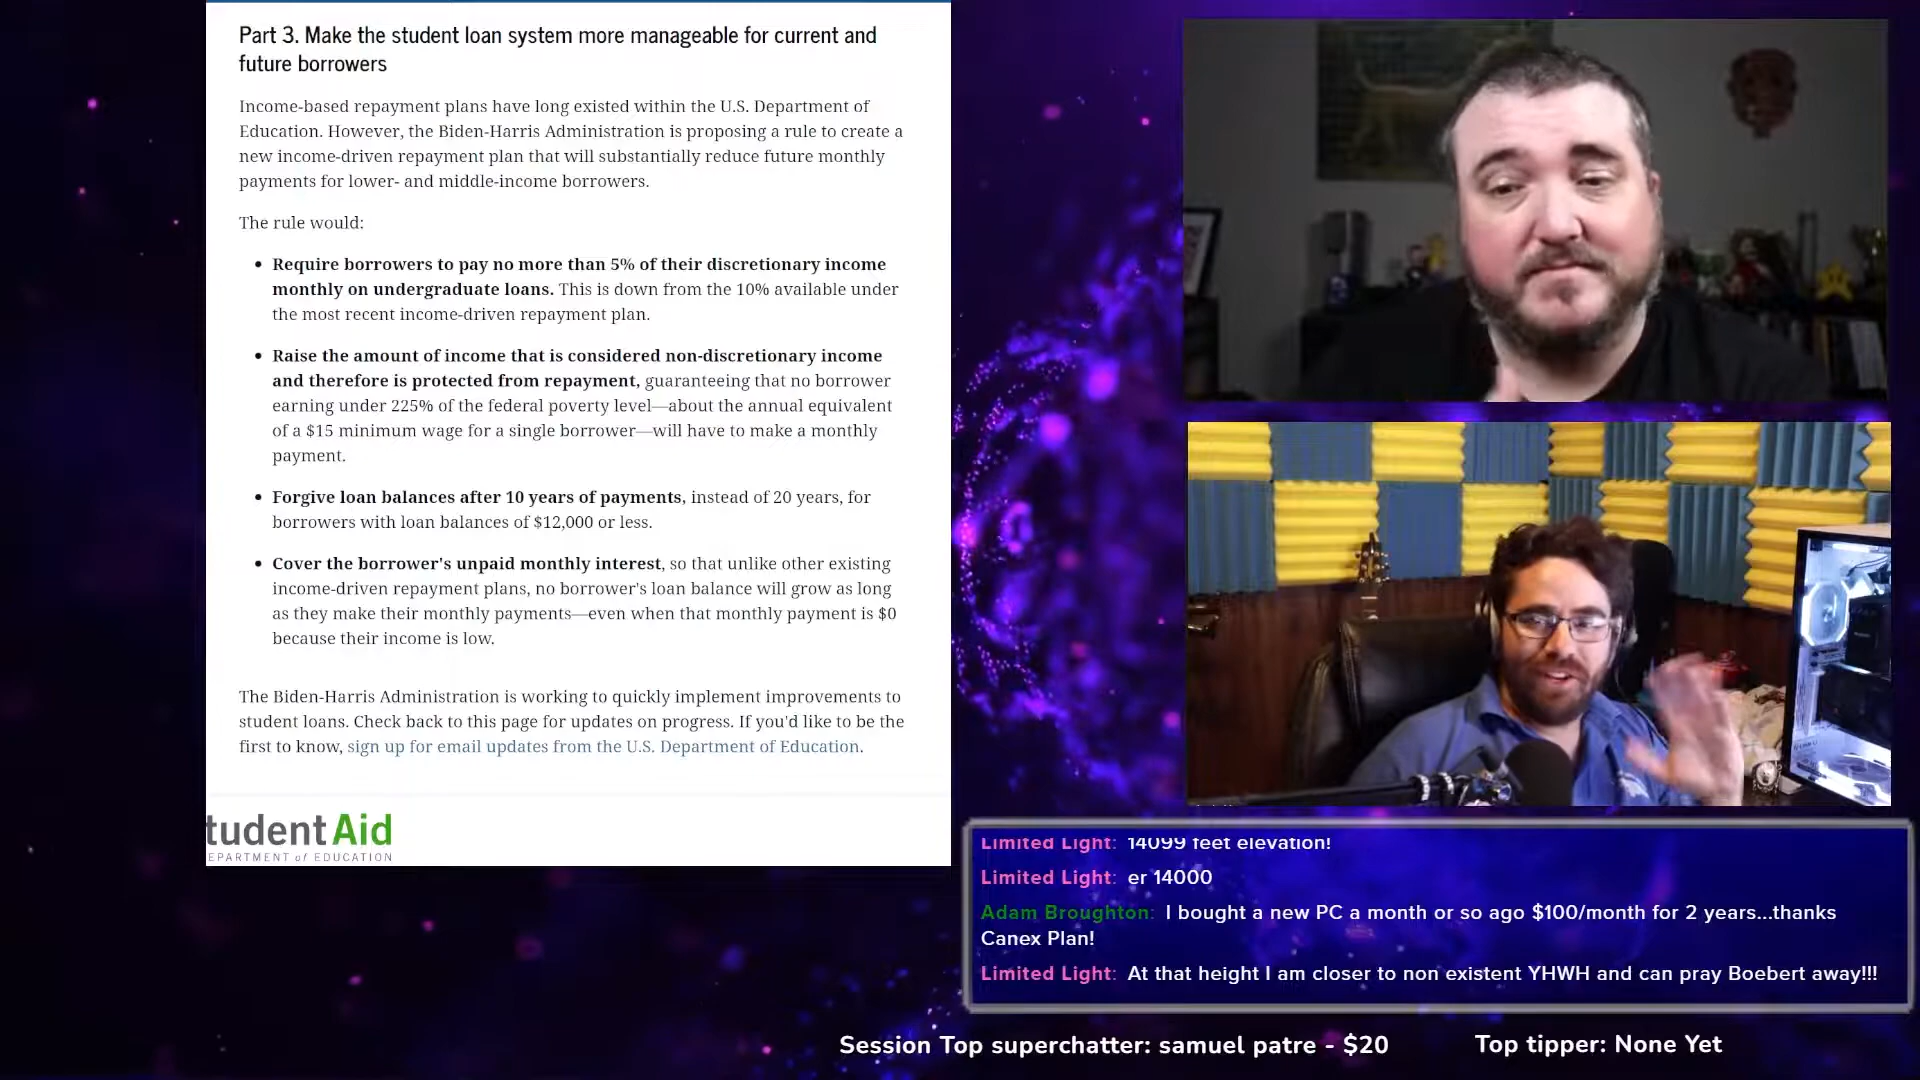 Part 3. Make the student loan system more manageable for current and
future borrowers
Income-based repayment plans have long existed within the U.S. Department of
Education. However, the Biden-Harris Administration is proposing a rule to create a
new income-driven repayment plan that will substantially reduce future monthly
payments for lower- and middle-income borrowers.
The rule would:
• Require borrowers to pay no more than 5% of their discretionary income
monthly on undergraduate loans. This is down from the 10% available under
the most recent income-driven repayment plan.
• Raise the amount of income that is considered non-discretionary income
and therefore is protected from repayment, guaranteeing that no borrower
earning under 225% of the federal poverty level—about the annual equivalent
of a $15 minimum wage for a single borrower—will have to make a monthly
payment.
• Forgive loan balances after 10 years of payments, instead of 20 years, for
borrowers with loan balances of $12,000 or less.
• Cover the borrower's unpaid monthly interest, so that unlike other existing
income-driven repayment plans, no borrower's loan balance will grow as long
as they make their monthly payments—even when that monthly payment is $0
because their income is low.
The Biden-Harris Administration is working to quickly implement improvements to
student loans. Check back to this page for updates on progress. If you'd like to be the
first to know, sign up for email updates from the U.S. Department of Education.
tudentAid
EPARTMENT of EDUCATION
Limited Light: 14099 feet elevation!
Limited Light: er 14000
Adam Broughton: I bought a new PC a month or so ago $100/month for 2 years...thanks
Canex Plan!
Limited Light: At that height I am closer to non existent YHWH and can pray Boebert away!!!
Session Top superchatter: samuel patre - $20
Top tipper: None Yet